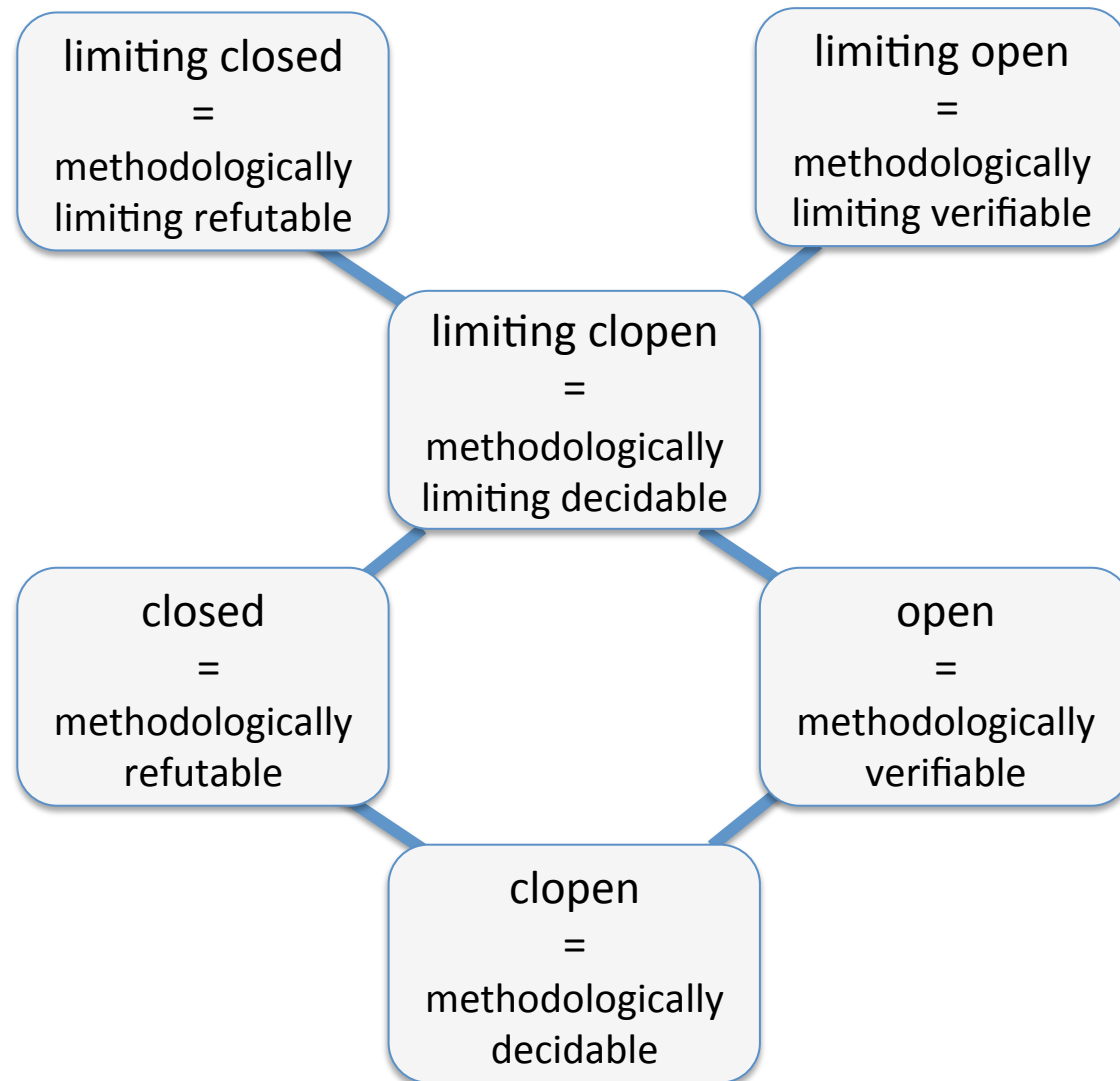 limiting closed
=
methodologically
limiting refutable
limiting open
=
methodologically
limiting verifiable
limiting clopen
=
methodologically
limiting decidable
closed
=
methodologically
refutable
open
=
methodologically
verifiable
clopen
=
methodologically
decidable